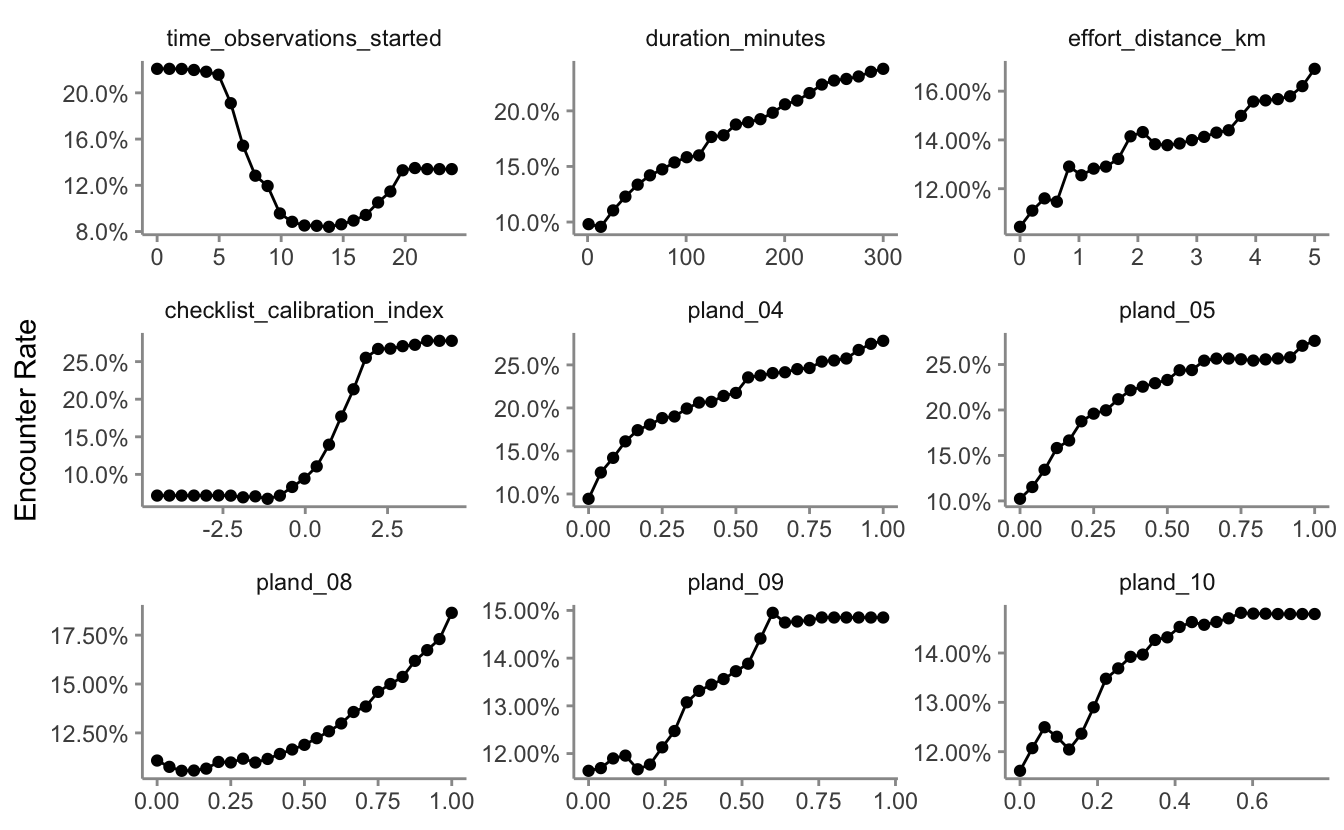 time_observations_started
duration_minutes
effort_distance_km
20.0%
16.0%
12.0%
8.0%
0 5 10 15 20
20.0%
15.0%
10.0%
0 100 200 300
16.00%
14.00%
12.00%
0 1 2 3 4 5
Encounter Rate
checklist_calibration_index
pland_04
pland_05
25.0%
20.0%
15.0%
10.0%
-2.5 0.0 2.5
25.0%
20.0%
15.0%
10.0%
0.00 0.25 0.50 0.75 1.00
25.0%
20.0%
15.0%
10.0%
0.00 0.25 0.50 0.75 1.00
pland_08
pland_09
pland_10
17.50%
15.00%
12.50%
0.00 0.25 0.50 0.75 1.00
15.00%
14.00%
13.00%
12.00%
0.00 0.25 0.50 0.75 1.00
14.00%
13.00%
12.00%
0.0 0.2 0.4 0.6